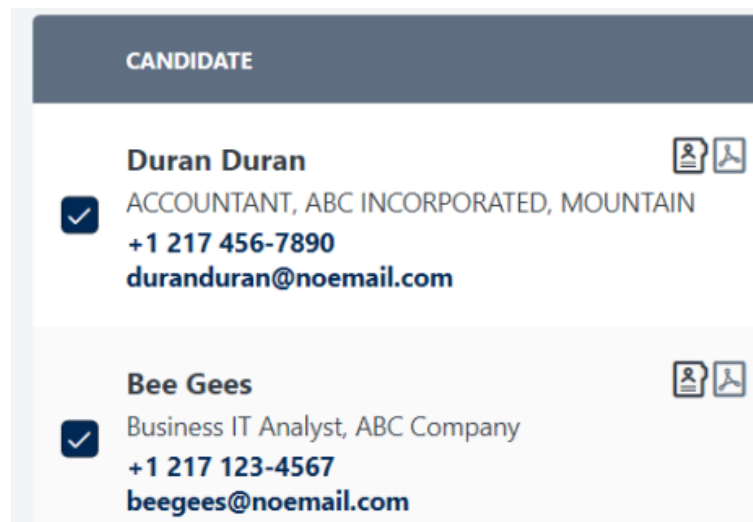 CANDIDATE
Duran Duran
ACCOUNTANT, ABC INCORPORATED, MOUNTAIN
+1 217 456-7890
duranduran@noemail.com
Bee Gees
Business IT Analyst, ABC Company
+1 217 123-4567
beegees@noemail.com